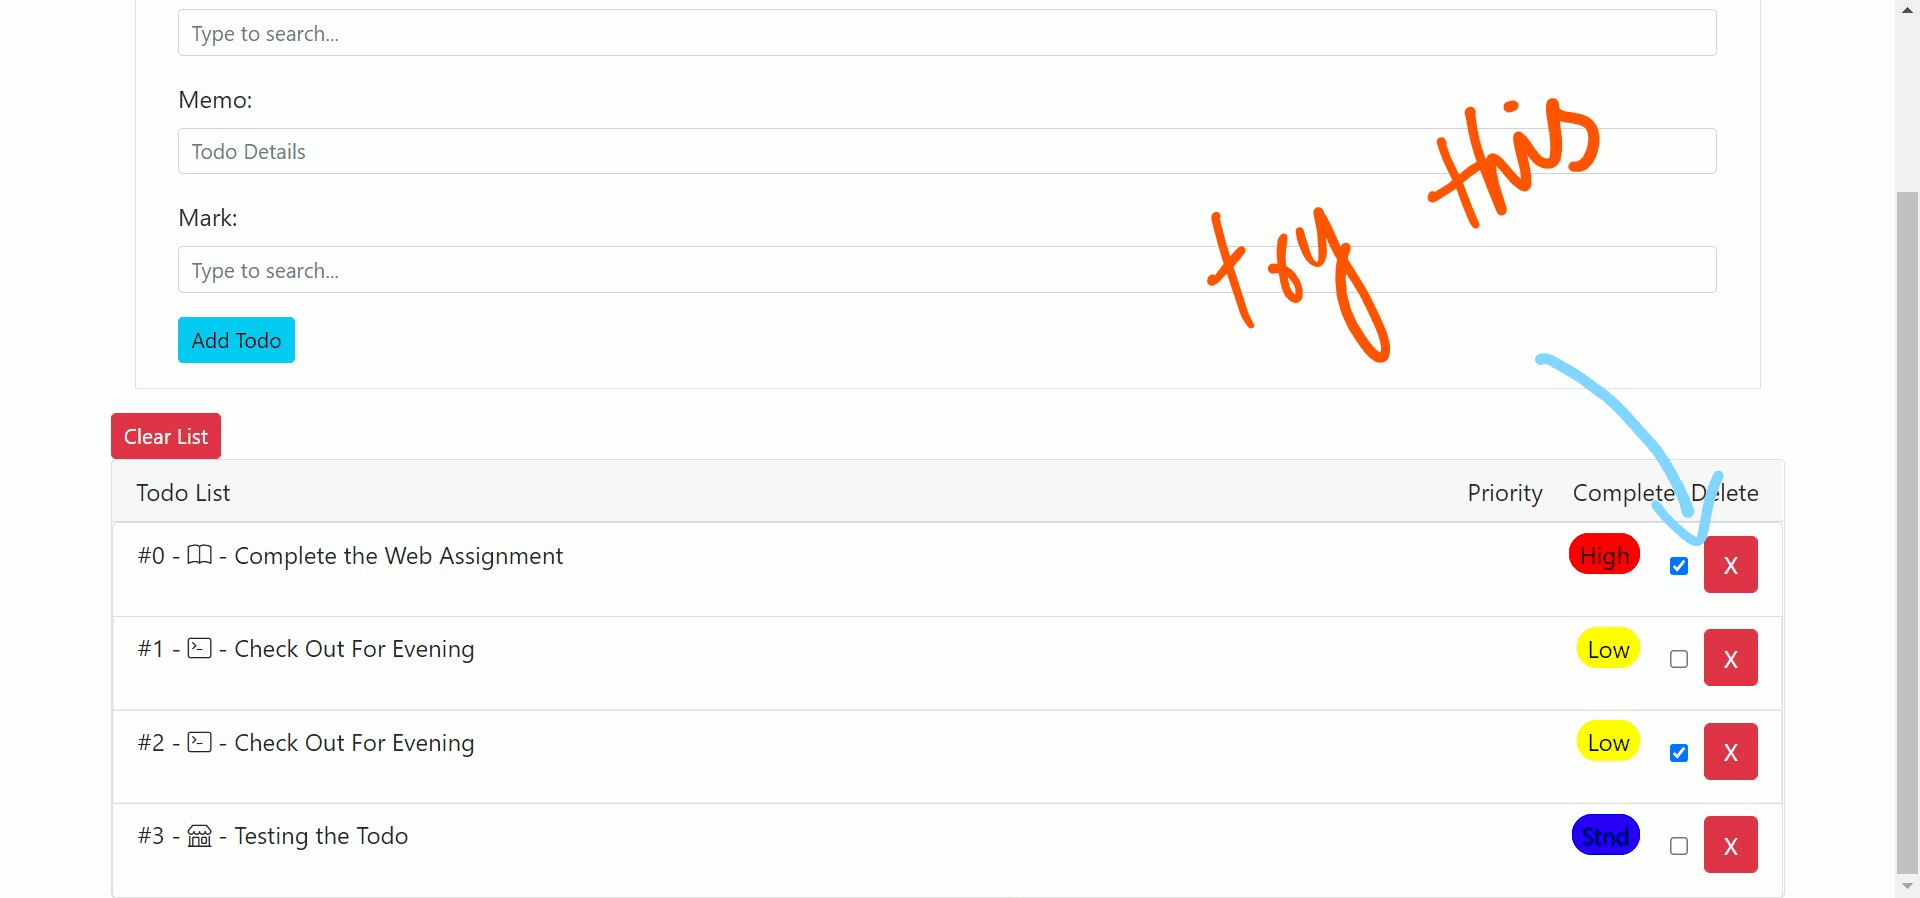 Type to search...
Memo:
Todo Details
Mark:
Type to search...
try this
Add Todo
Clear List
Todo List Priority Complete Delete
#0 - - Complete the Web Assignment High X
#1 - - Check Out For Evening Low X
#2 - - Check Out For Evening Low X
#3 - - Testing the Todo Stnd X